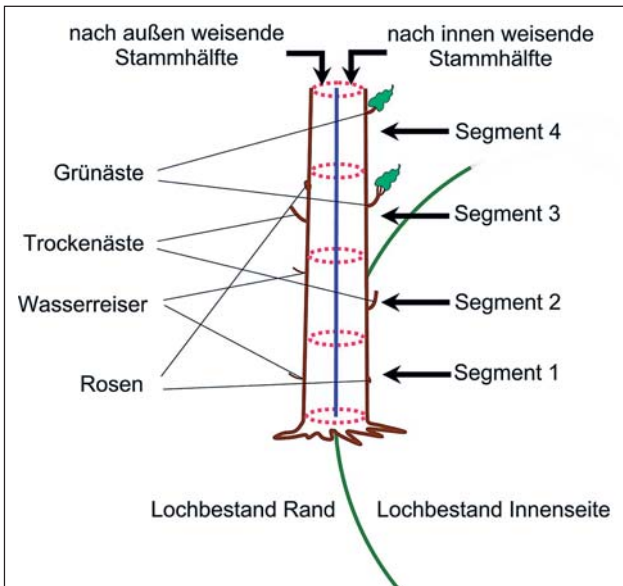 nach außen weisende
Stammhälfte
nach innen weisende
Stammhälfte
Segment 4
Grünäste
Segment 3
Trockenäste
Wasserreiser
Segment 2
Rosen
Segment 1
Lochbestand Rand
Lochbestand Innenseite